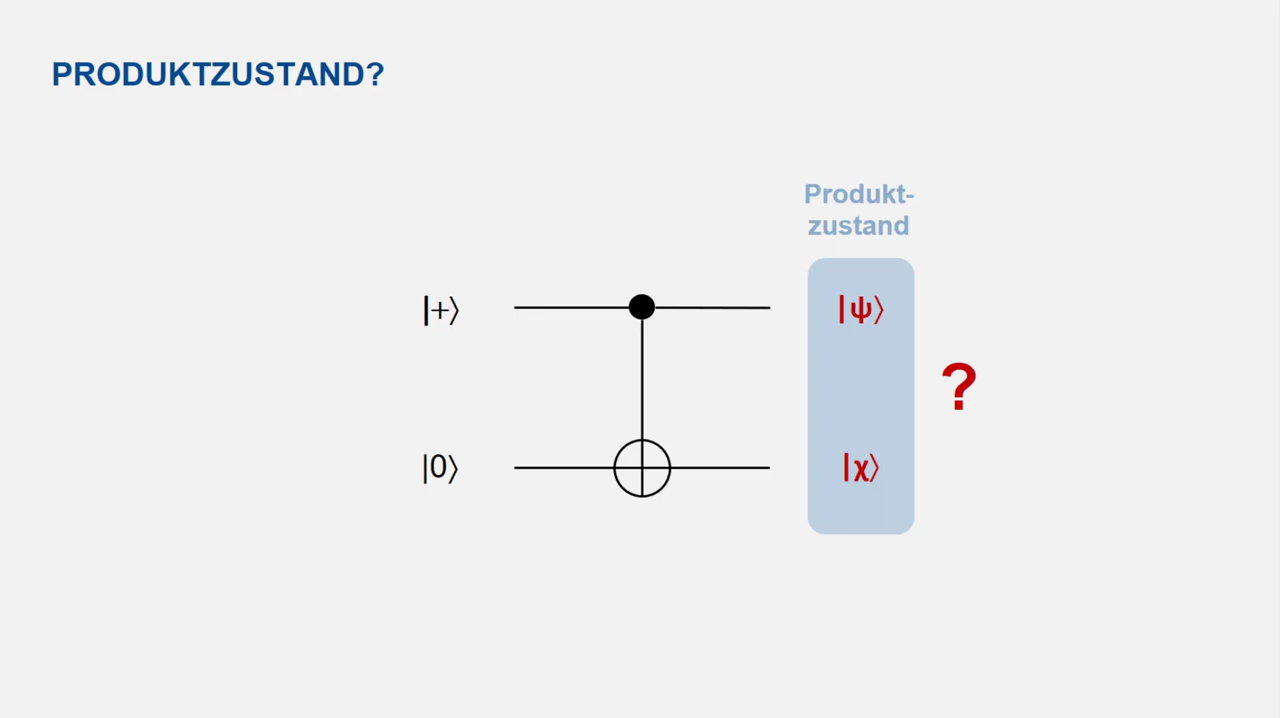 PRODUKTZUSTAND?
Produkt-
zustand
|+⟩
|ψ⟩
?
|0⟩
|χ⟩